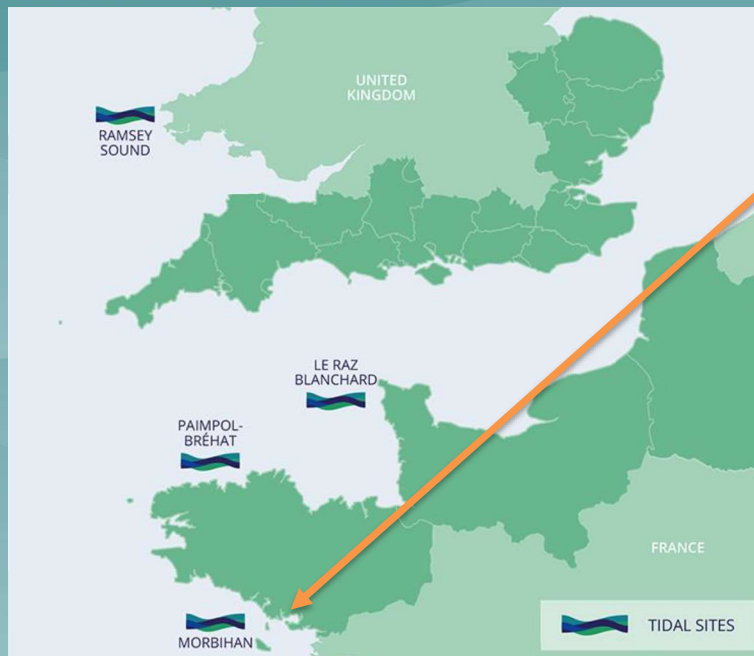 UNITED
KINGDOM
RAMSEY
SOUND
LE RAZ
BLANCHARD
PAIMPOL-
BRÉHAT
FRANCE
MORBIHAN
TIDAL SITES